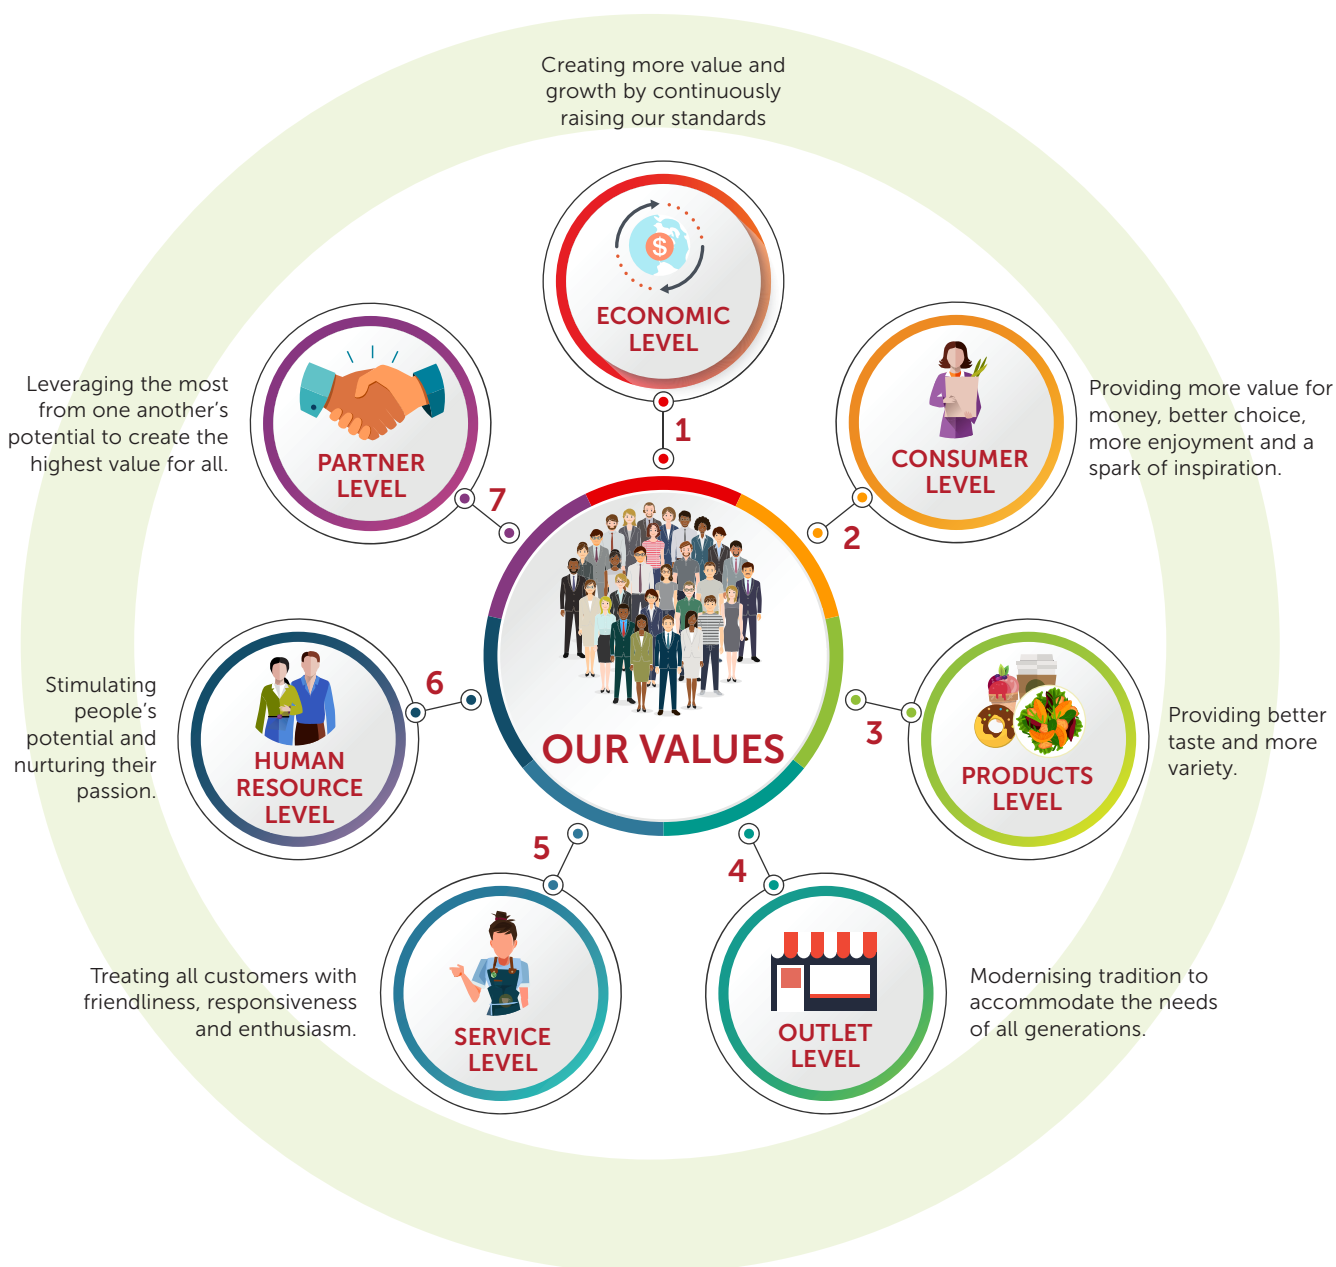 Creating more value and
growth by continuously
raising our standards
$
ECONOMIC
LEVEL
1
Providing more value for
money, better choice,
more enjoyment and a
spark of inspiration.
CONSUMER
LEVEL
2
Providing better
taste and more
variety.
PRODUCTS
LEVEL
3
Modernising tradition to
accommodate the needs
of all generations.
OUTLET
LEVEL
4
Treating all customers with
friendliness, responsiveness
and enthusiasm.
SERVICE
LEVEL
5
Stimulating
people’s
potential and
nurturing their
passion.
HUMAN
RESOURCE
LEVEL
6
Leveraging the most
from one another’s
potential to create the
highest value for all.
PARTNER
LEVEL
7
OUR VALUES